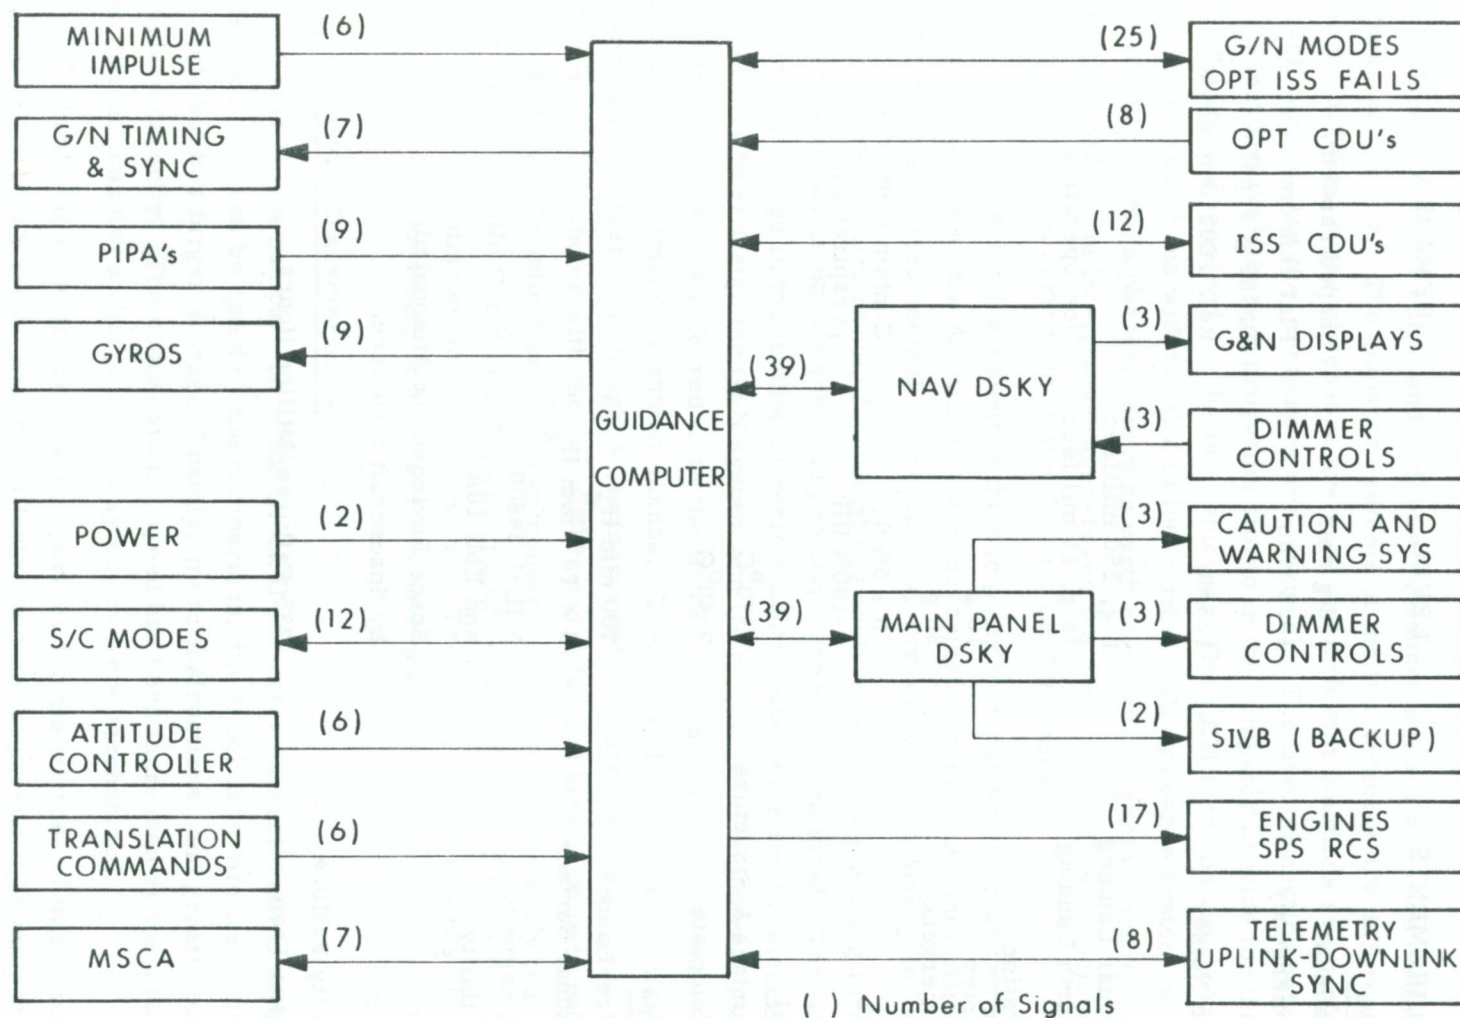 MINIMUM
IMPULSE
(6)
G/N TIMING
& SYNC
(7)
PIPA's
(9)
GYROS
(9)
POWER
(2)
S/C MODES
(12)
ATTITUDE
CONTROLLER
(6)
TRANSLATION
COMMANDS
(6)
MSCA
(7)
GUIDANCE
COMPUTER
(25)
G/N MODES
OPT ISS FAILS
(8)
OPT CDU's
(12)
ISS CDU's
(39)
NAV DSKY
(3)
G&N DISPLAYS
(3)
DIMMER
CONTROLS
(39)
MAIN PANEL
DSKY
(3)
CAUTION AND
WARNING SYS
(3)
DIMMER
CONTROLS
(2)
SIVB (BACKUP)
(17)
ENGINES
SPS RCS
(8)
TELEMETRY
UPLINK-DOWNLINK
SYNC
( ) Number of Signals